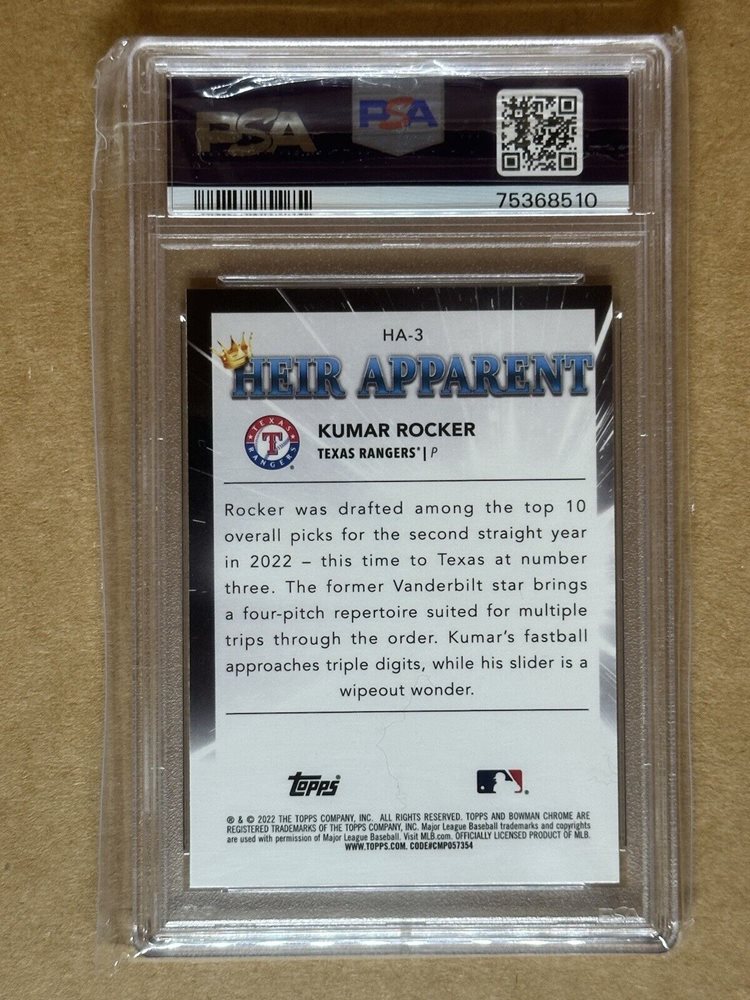 PSA PSA
75368510
HA-3
HEIR APPARENT
TEXAS
T
RANGERS
KUMAR ROCKER
TEXAS RANGERS® | P
Rocker was drafted among the top 10
overall picks for the second straight year
in 2022 – this time to Texas at number
three. The former Vanderbilt star brings
a four-pitch repertoire suited for multiple
trips through the order. Kumar's fastball
approaches triple digits, while his slider is a
wipeout wonder.
Topps
® & © 2022 THE TOPPS COMPANY, INC. ALL RIGHTS RESERVED. TOPPS AND BOWMAN CHROME ARE
REGISTERED TRADEMARKS OF THE TOPPS COMPANY, INC. Major League Baseball trademarks and copyrights
are used with permission of Major League Baseball. Visit MLB.com. OFFICIALLY LICENSED PRODUCT OF MLB.
WWW.TOPPS.COM. CODE#CMP057354
PSA